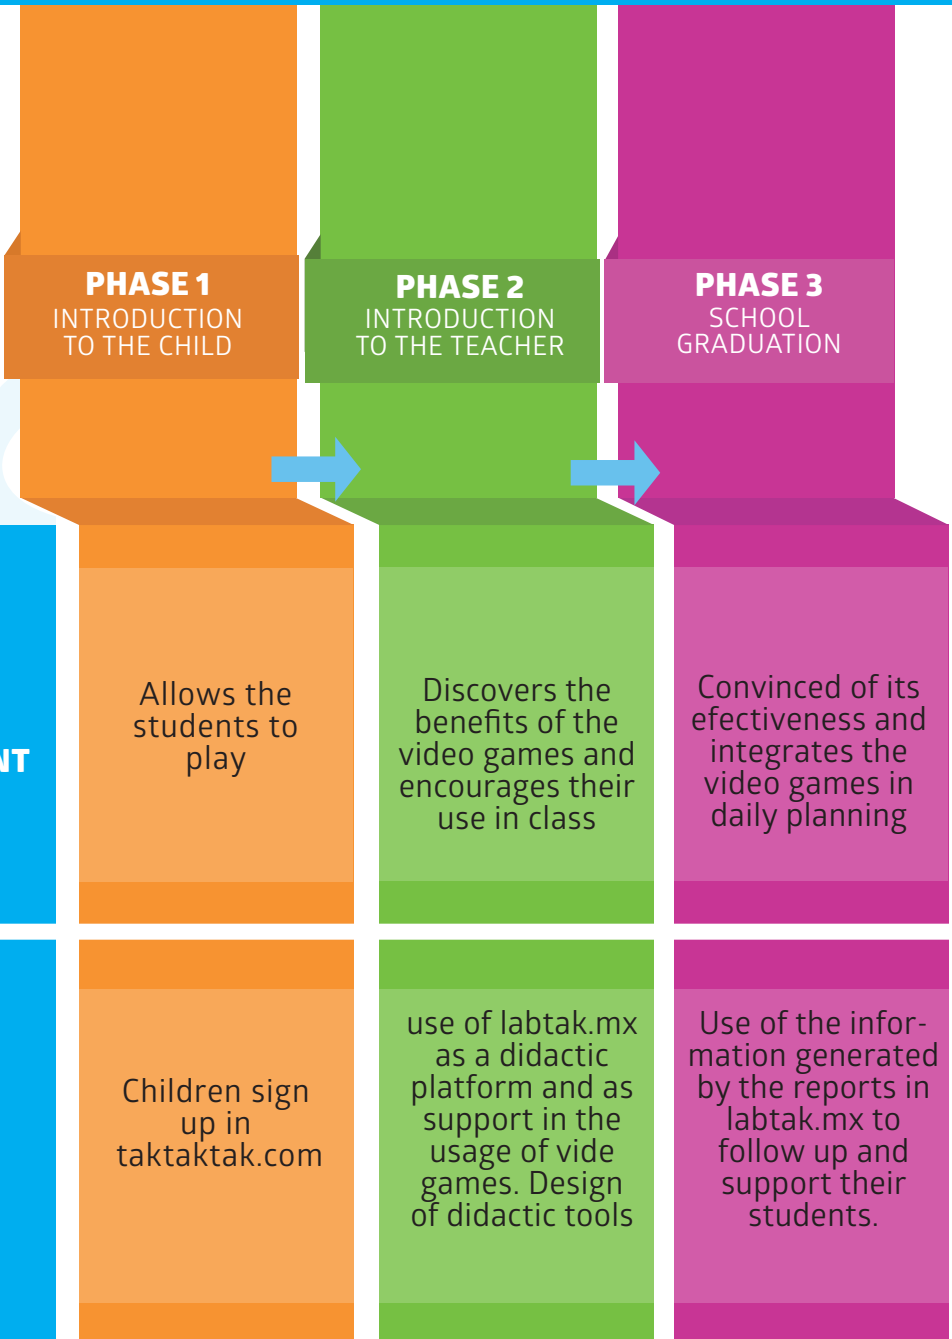 PHASE 1
INTRODUCTION
TO THE CHILD
PHASE 2
INTRODUCTION
TO THE TEACHER
PHASE 3
SCHOOL
GRADUATION
NT
Allows the
students to
play
Discovers the
benefits of the
video games and
encourages their
use in class
Convinced of its
efectiveness and
integrates the
video games in
daily planning
Children sign
up in
taktaktak.com
use of labtak.mx
as a didactic
platform and as
support in the
usage of vide
games. Design
of didactic tools
Use of the infor-
mation generated
by the reports in
labtak.mx to
follow up and
support their
students.